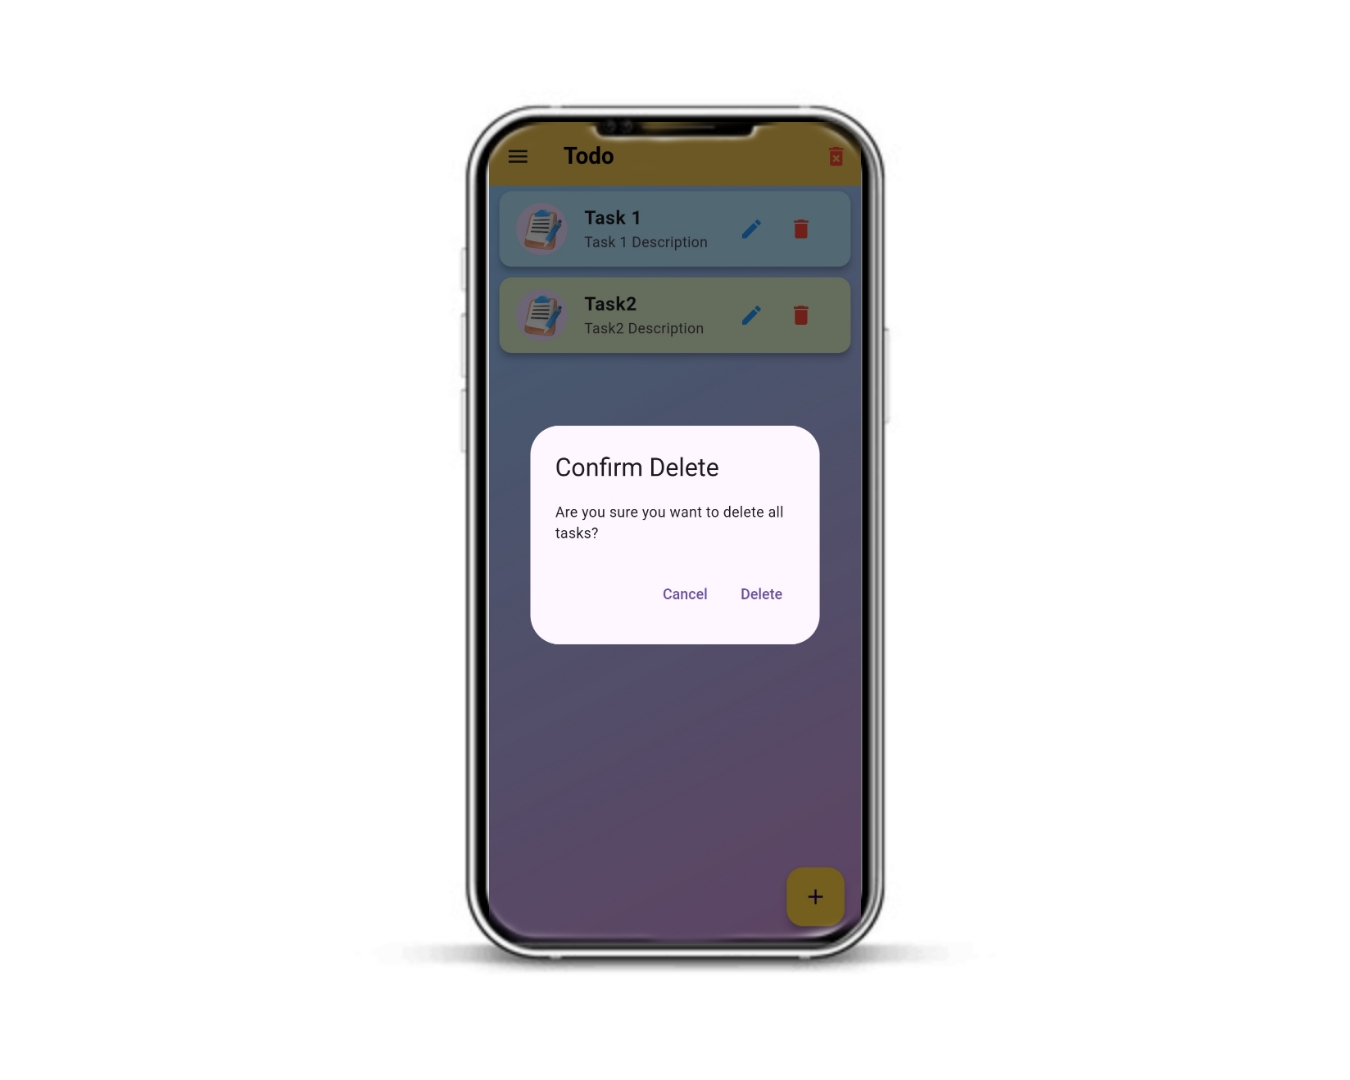 Todo
Task 1
Task 1 Description
Task2
Task2 Description
Confirm Delete
Are you sure you want to delete all
tasks?
Cancel Delete